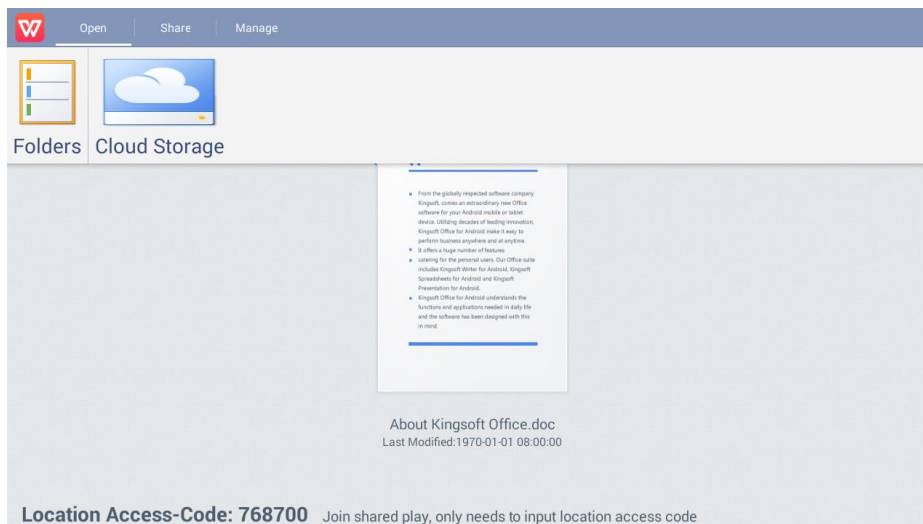 Open Share Manage
Folders Cloud Storage
From the globally respected software company
Kingsoft, comes an extraordinary new Office
software for your Android mobile or tablet
device. Utilizing decades of leading innovation,
Kingsoft Office for Android make it easy to
perform business anywhere and at anytime.
It offers a huge number of features
catering for the personal users. Our Office suite
includes Kingsoft Writer for Android, Kingsoft
Spreadsheets for Android and Kingsoft
Presentation for Android.
Kingsoft Office for Android understands the
functions and applications needed in daily life
and the software has been designed with this
in mind.
About Kingsoft Office.doc
Last Modified:1970-01-01 08:00:00
Location Access-Code: 768700 Join shared play, only needs to input location access code